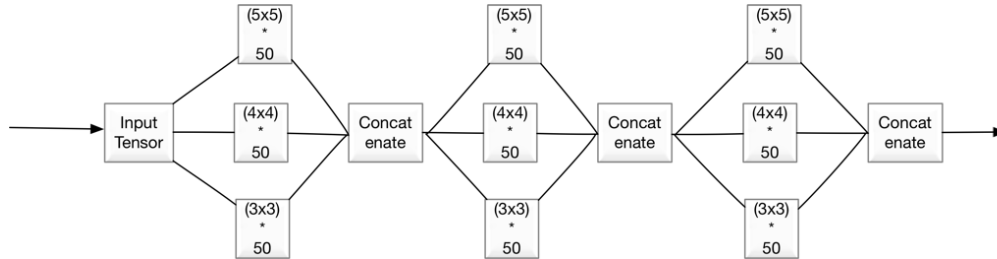 (5x5)
*
50
(5x5)
*
50
(5x5)
*
50
Input
Tensor
(4x4)
*
50
Concat
enate
(4x4)
*
50
Concat
enate
(4x4)
*
50
Concat
enate
(3x3)
*
50
(3x3)
*
50
(3x3)
*
50